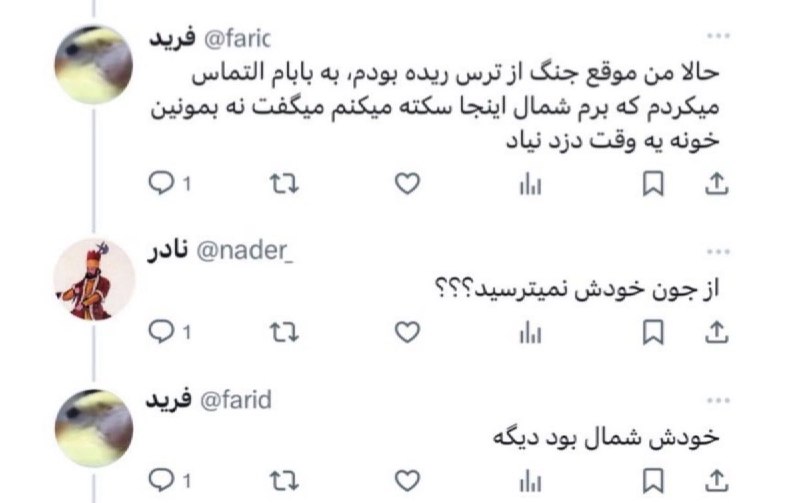 فرید @faric
حالا من موقع جنگ از ترس ریده بودم، به بابام التماس
میکردم که برم شمال اینجا سکته میکنم میگفت نه بمونین
خونه یه وقت دزد نیاد
1
نادر @nader_
از جون خودش نمیترسید؟؟؟
1
فرید @farid
خودش شمال بود دیگه
1